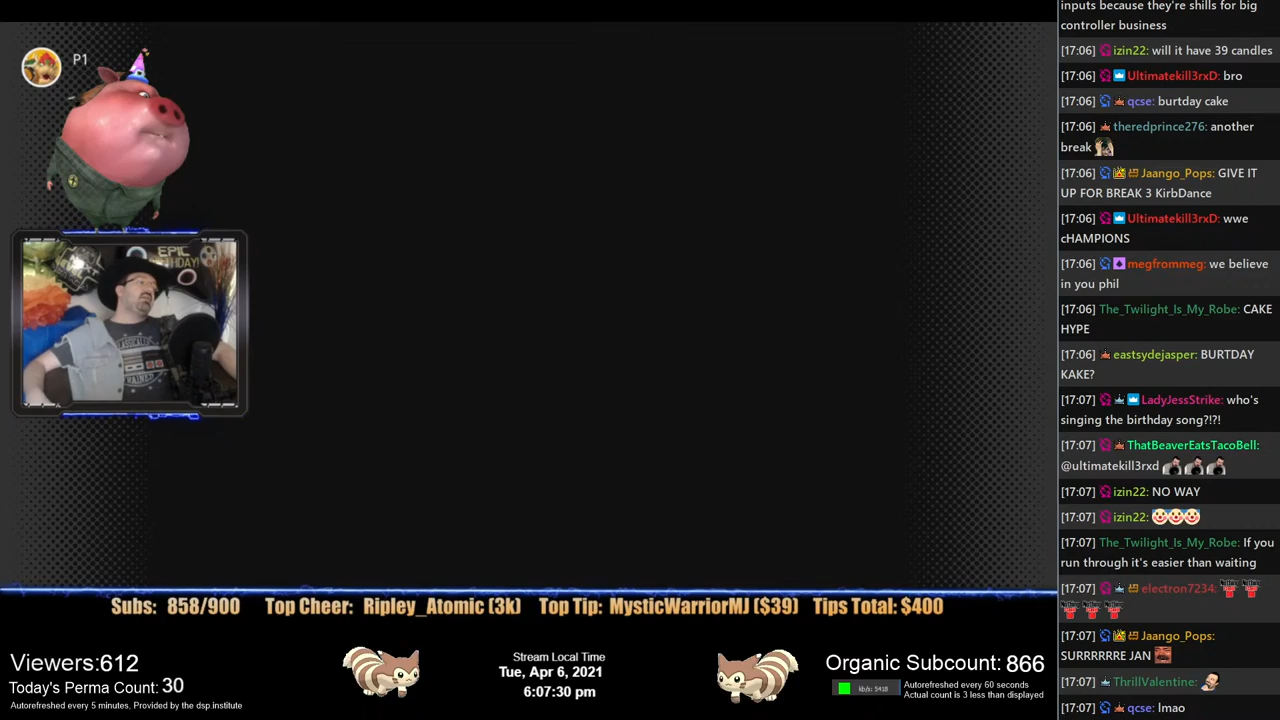 P1
EPIC
Subs: 858/900 Top Cheer: Ripley_Atomic (3k) Top Tip: MysticWarriorMJ ($39) Tips Total: $400
Viewers:612
Today's Perma Count: 30
Autorefreshed every 5 minutes, Provided by the dsp institute
Stream Local Time
Tue, Apr 6, 2021
6:07:30 pm
Organic Subcount: 866
kb/s: 5418
Autorefreshed every 60 seconds
Actual count is 3 less than displayed
inputs because they're shills for big
controller business
[17:06] izin22: will it have 39 candles
[17:06] Ultimatekill3rxD: bro
[17:06] qcse: burtday cake
[17:06] theredprince276: another
break
[17:06] Jaango_Pops: GIVE IT
UP FOR BREAK 3 KirbDance
[17:06] Ultimatekill3rxD: wwe
cHAMPIONS
[17:06] megfrommeg: we believe
in you phil
[17:06] The_Twilight_Is_My_Robe: CAKE
HYPE
[17:06] eastsydejasper: BURTDAY
KAKE?
[17:07] LadyJessStrike: who's
singing the birthday song?!?!
[17:07] ThatBeaverEatsTacoBell:
@ultimatekill3rxd
[17:07] izin22: NO WAY
[17:07] izin22:
[17:07] The_Twilight_Is_My_Robe: If you
run through it's easier than waiting
[17:07] electron7234:
[17:07] Jaango_Pops:
SURRRRRRE JAN
[17:07] ThrillValentine:
[17:07] qcse: lmao